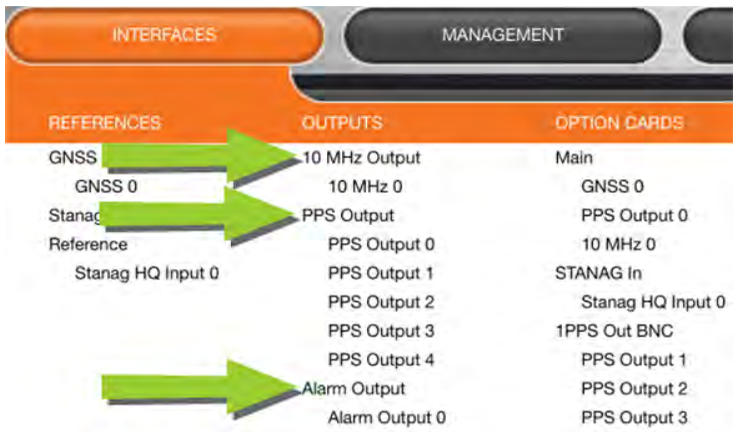 INTERFACES
MANAGEMENT
REFERENCES
GNSS
GNSS 0
Stanag
Reference
Stanag HQ Input 0
OUTPUTS
10 MHz Output
10 MHz 0
PPS Output
PPS Output 0
PPS Output 1
PPS Output 2
PPS Output 3
PPS Output 4
Alarm Output
Alarm Output 0
OPTION CARDS
Main
GNSS 0
PPS Output 0
10 MHz 0
STANAG In
Stanag HQ Input 0
1PPS Out BNC
PPS Output 1
PPS Output 2
PPS Output 3